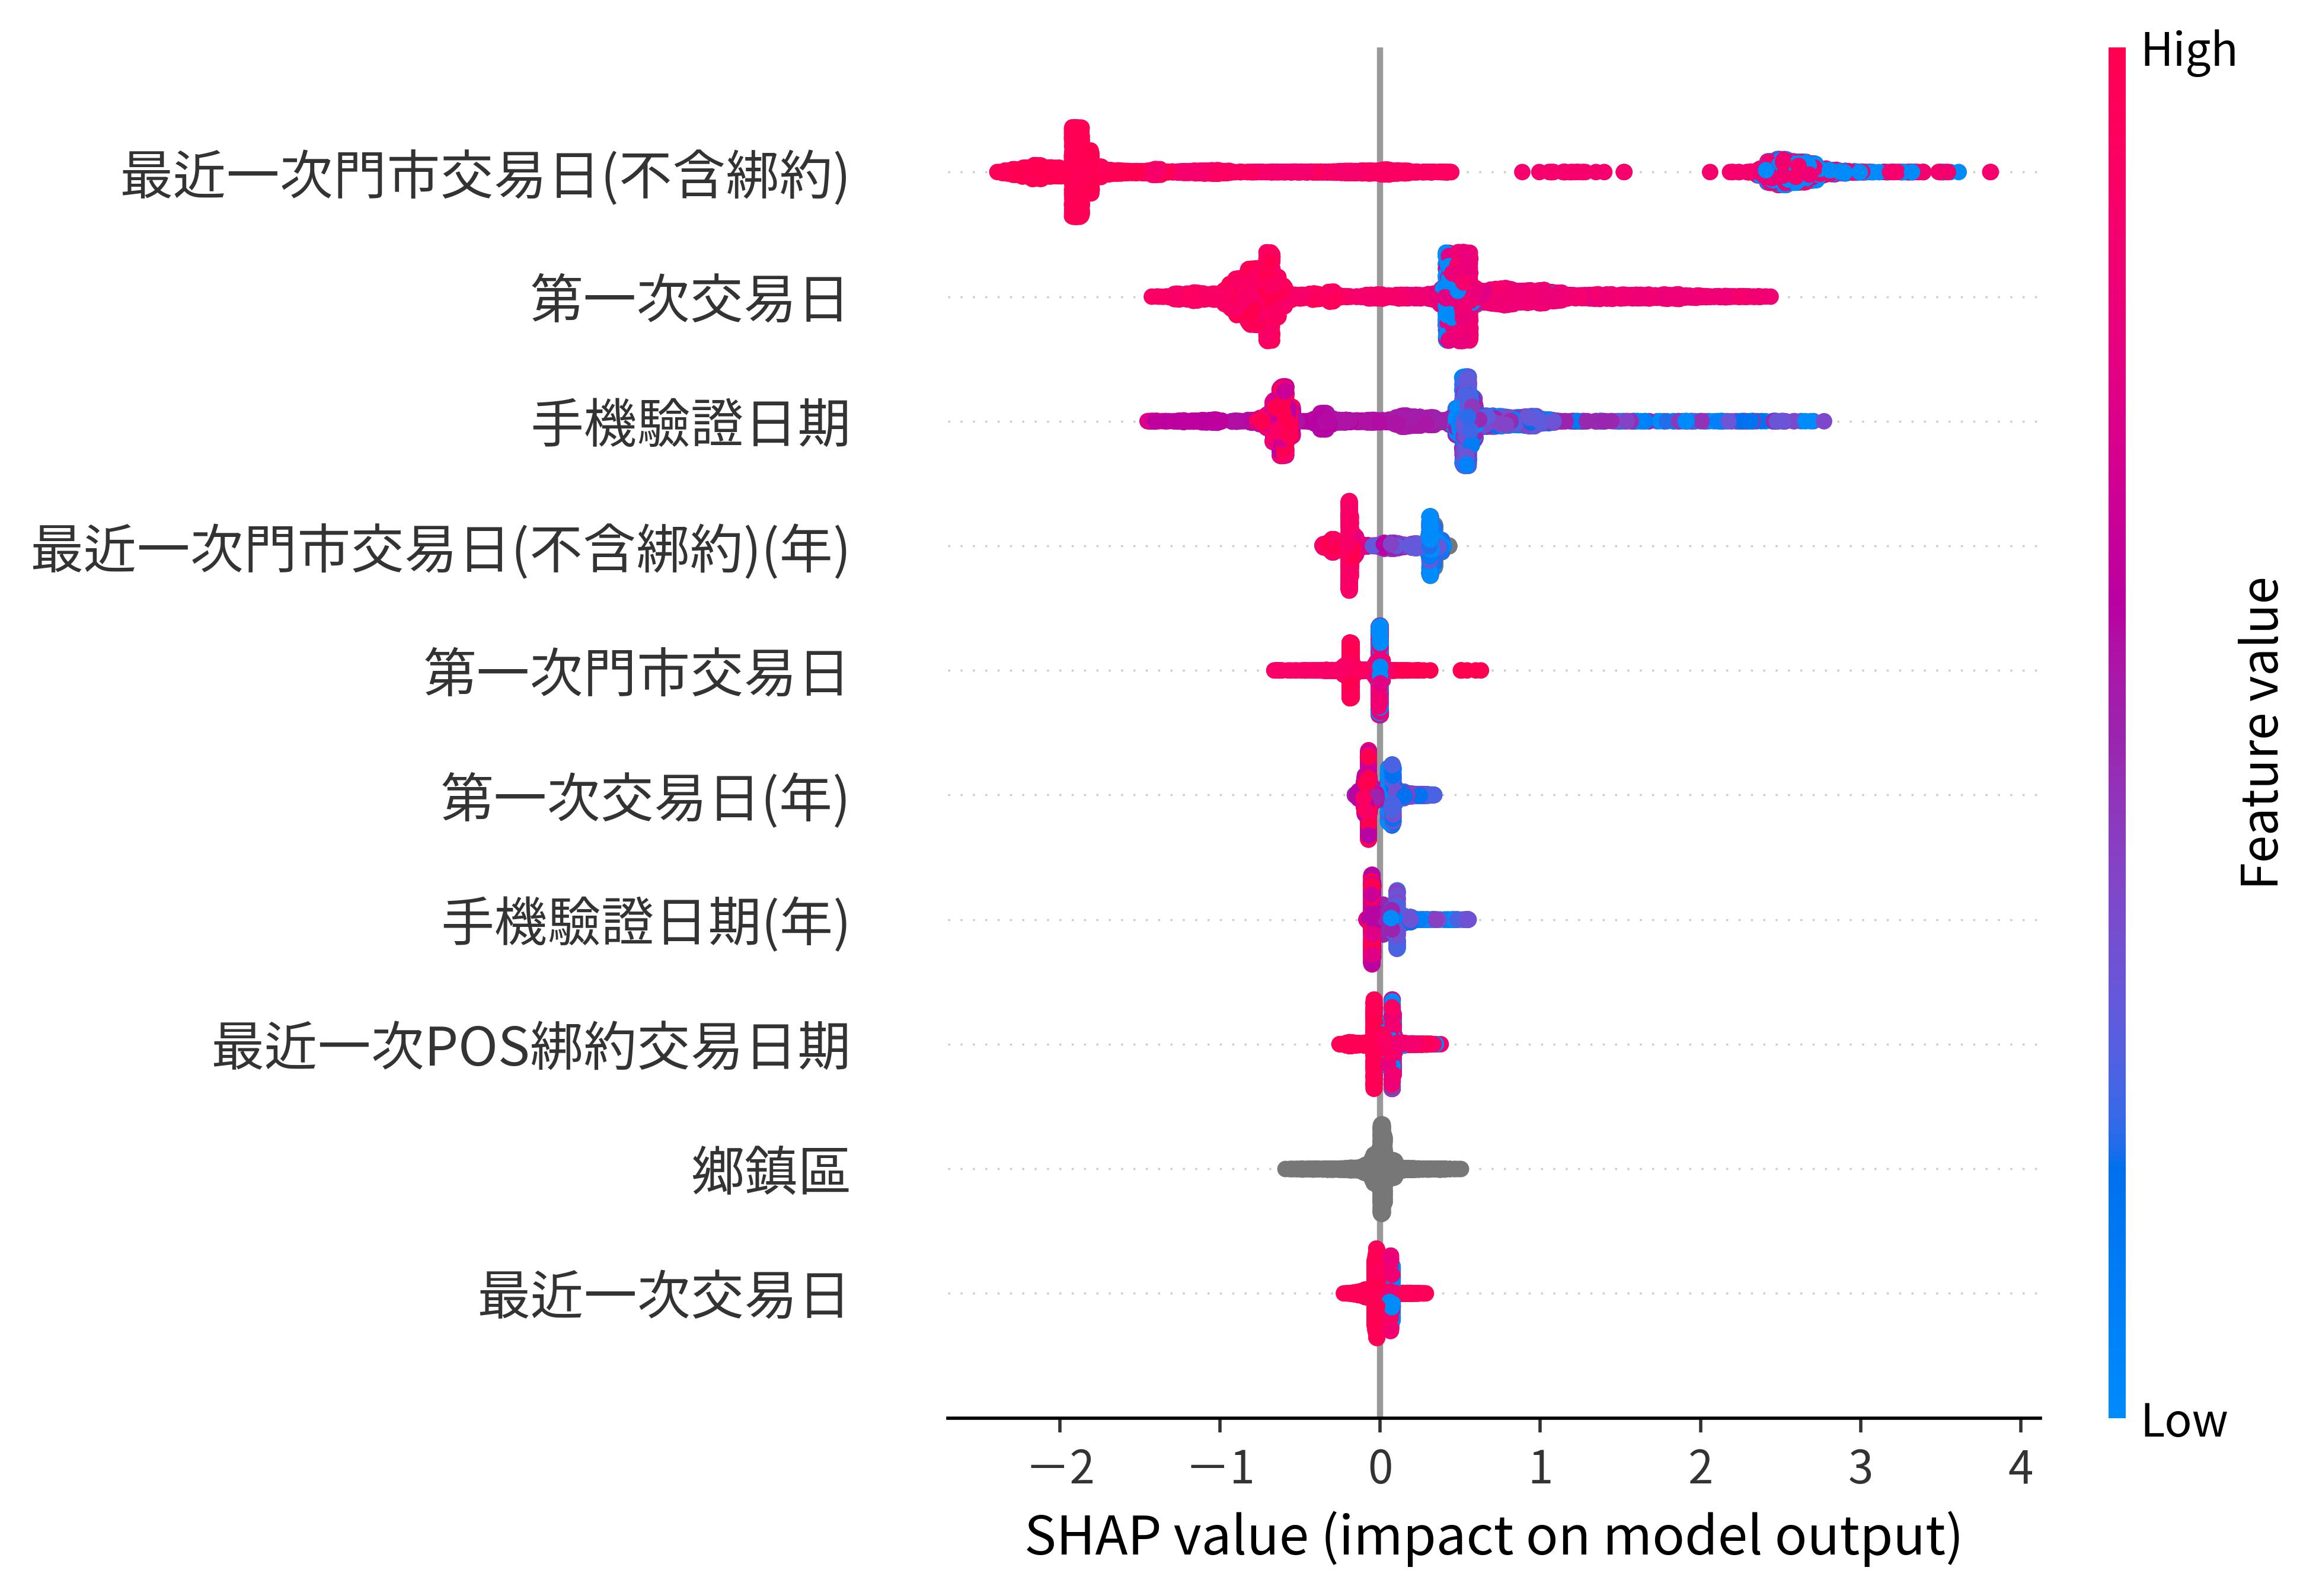 High
最近一次門市交易日(不含綁約)
第一次交易日
手機驗證日期
最近一次門市交易日(不含綁約)(年)
第一次門市交易日
第一次交易日(年)
手機驗證日期(年)
最近一次POS綁約交易日期
鄉鎮區
最近一次交易日
Feature value
Low
−2 −1 0 1 2 3 4
SHAP value (impact on model output)